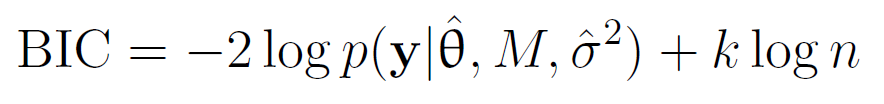 BIC = −2 log p(y|θ̂, M, σ̂²) + k log n